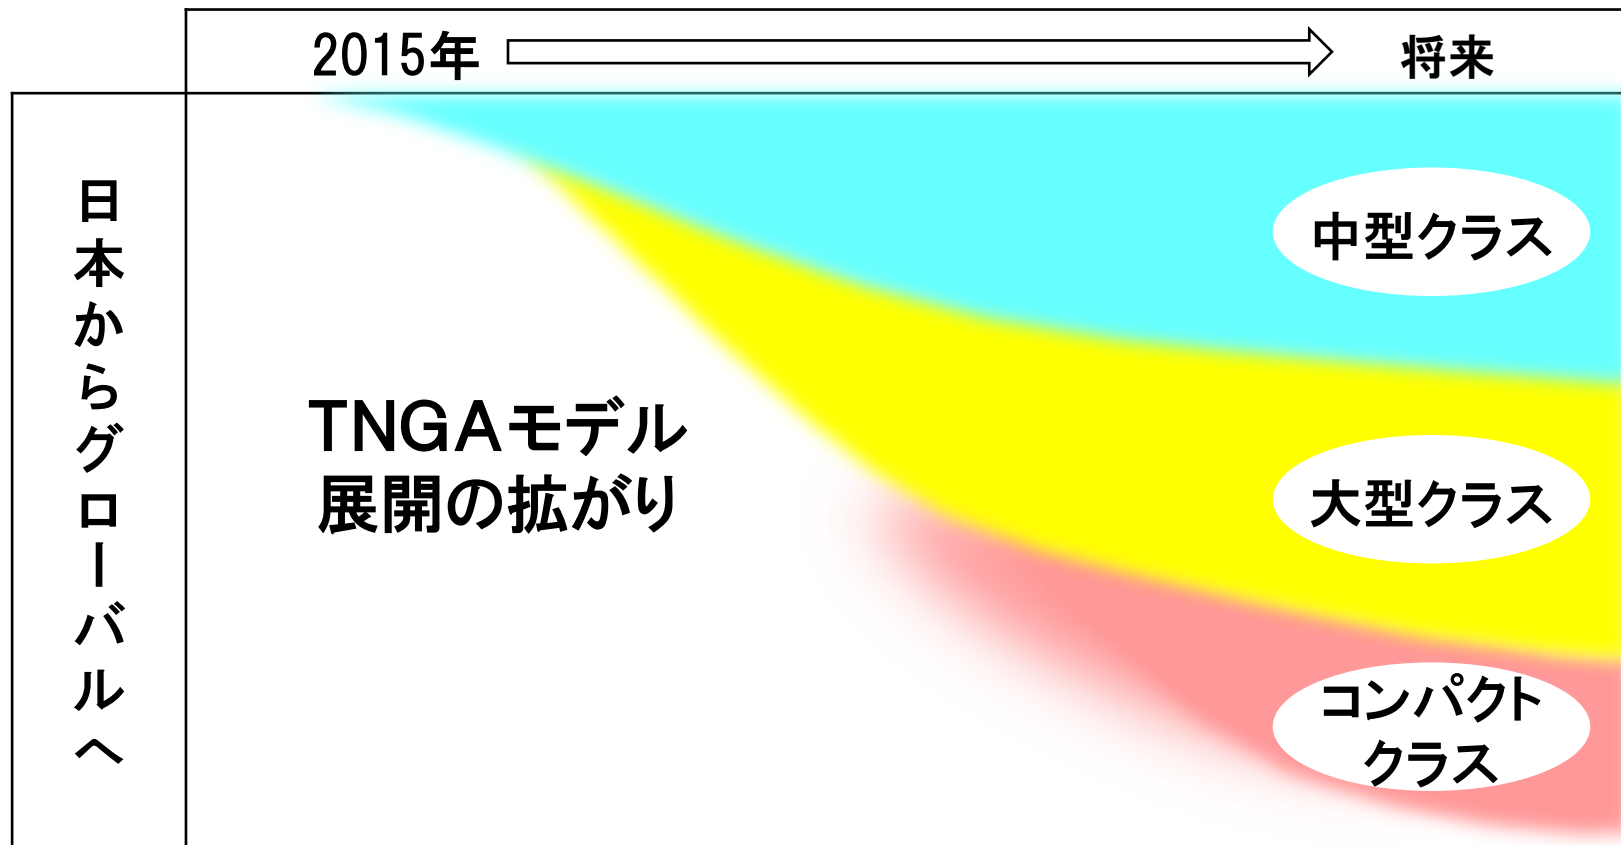 2015年
将来
日本からグローバルへ
TNGAモデル
展開の拡がり
中型クラス
大型クラス
コンパクト
クラス